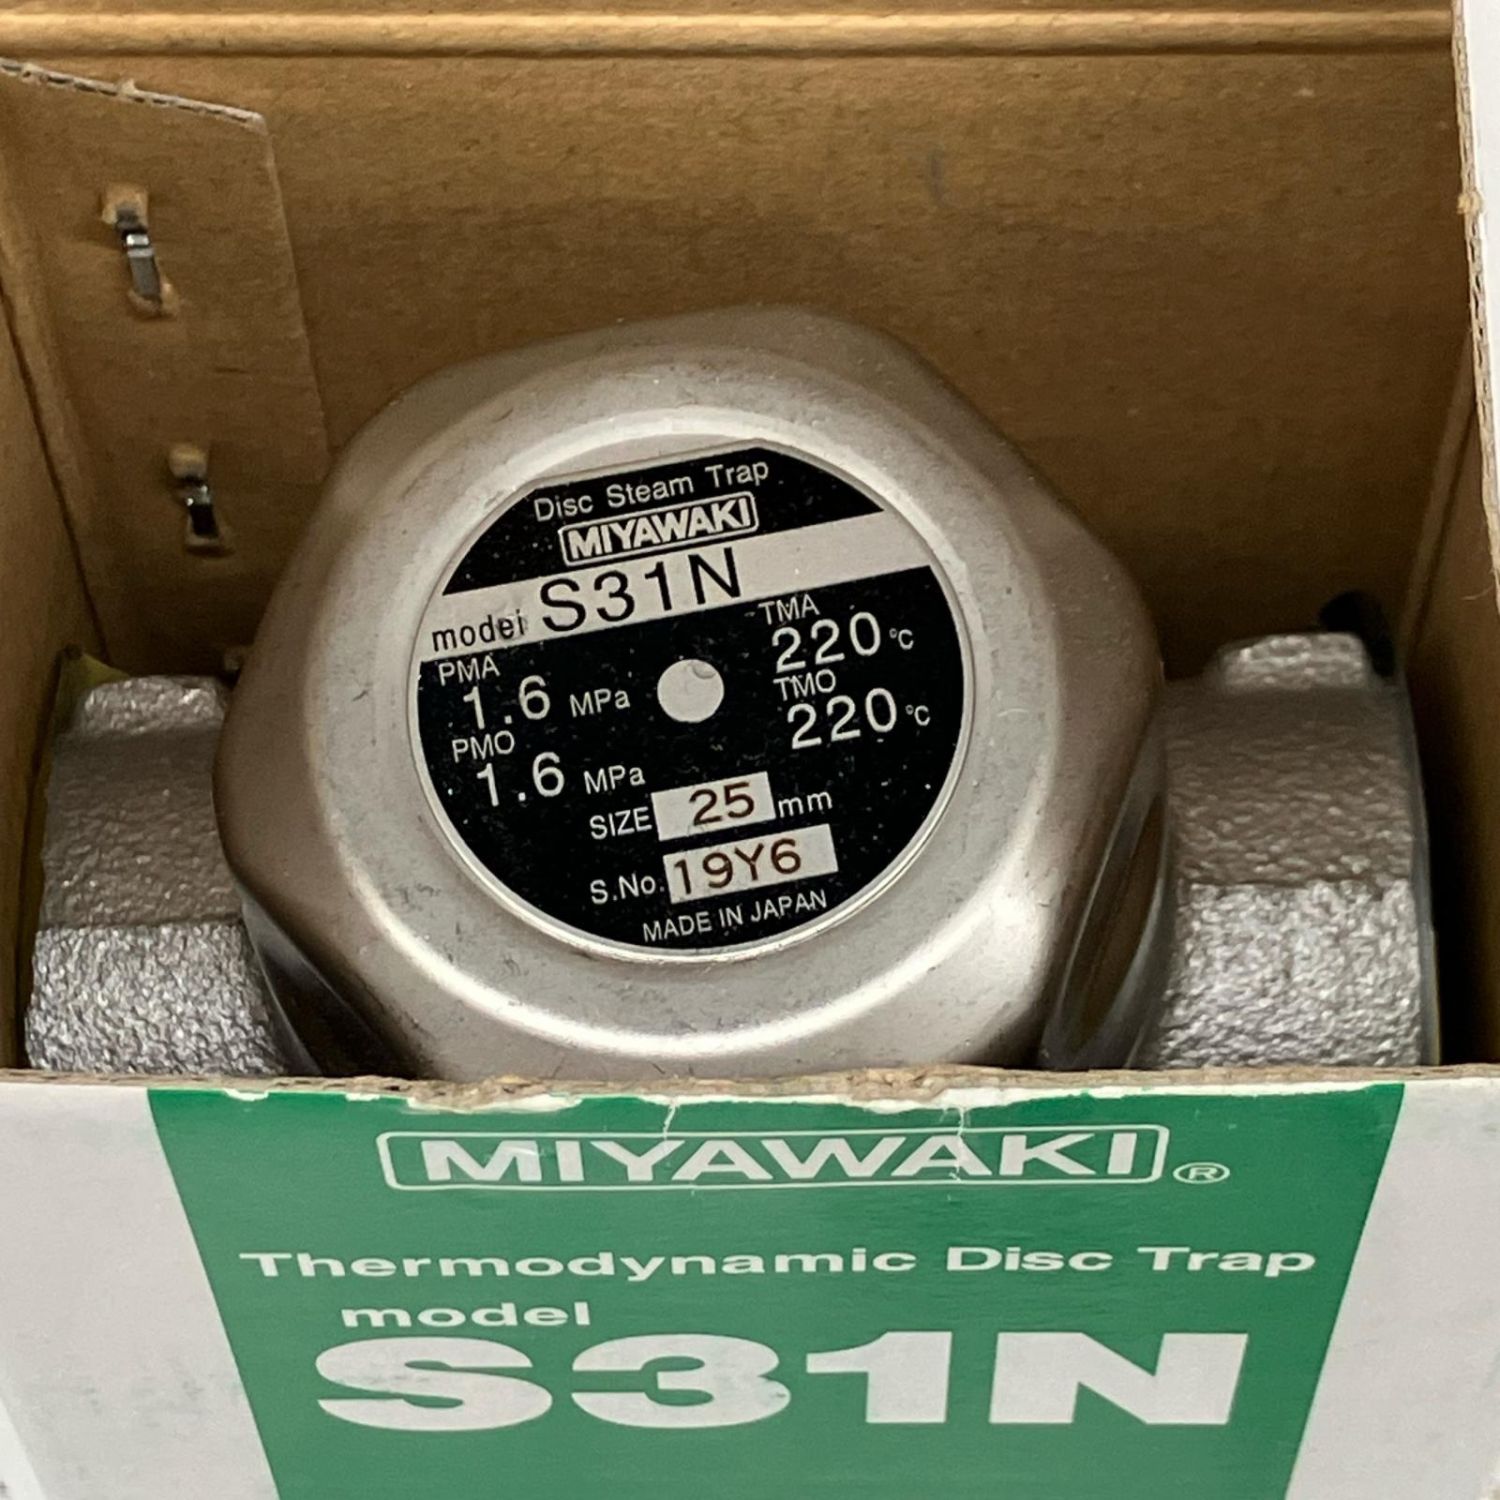 Disc Steam Trap
MIYAWAKI
model S31N
PMA
1.6 MPa
PMO
1.6 MPa
TMA
220 °C
TMO
220 °C
SIZE 25 mm
S.No. 19Y6
MADE IN JAPAN
MIYAWAKI ®
Thermodynamic Disc Trap
model
S31N